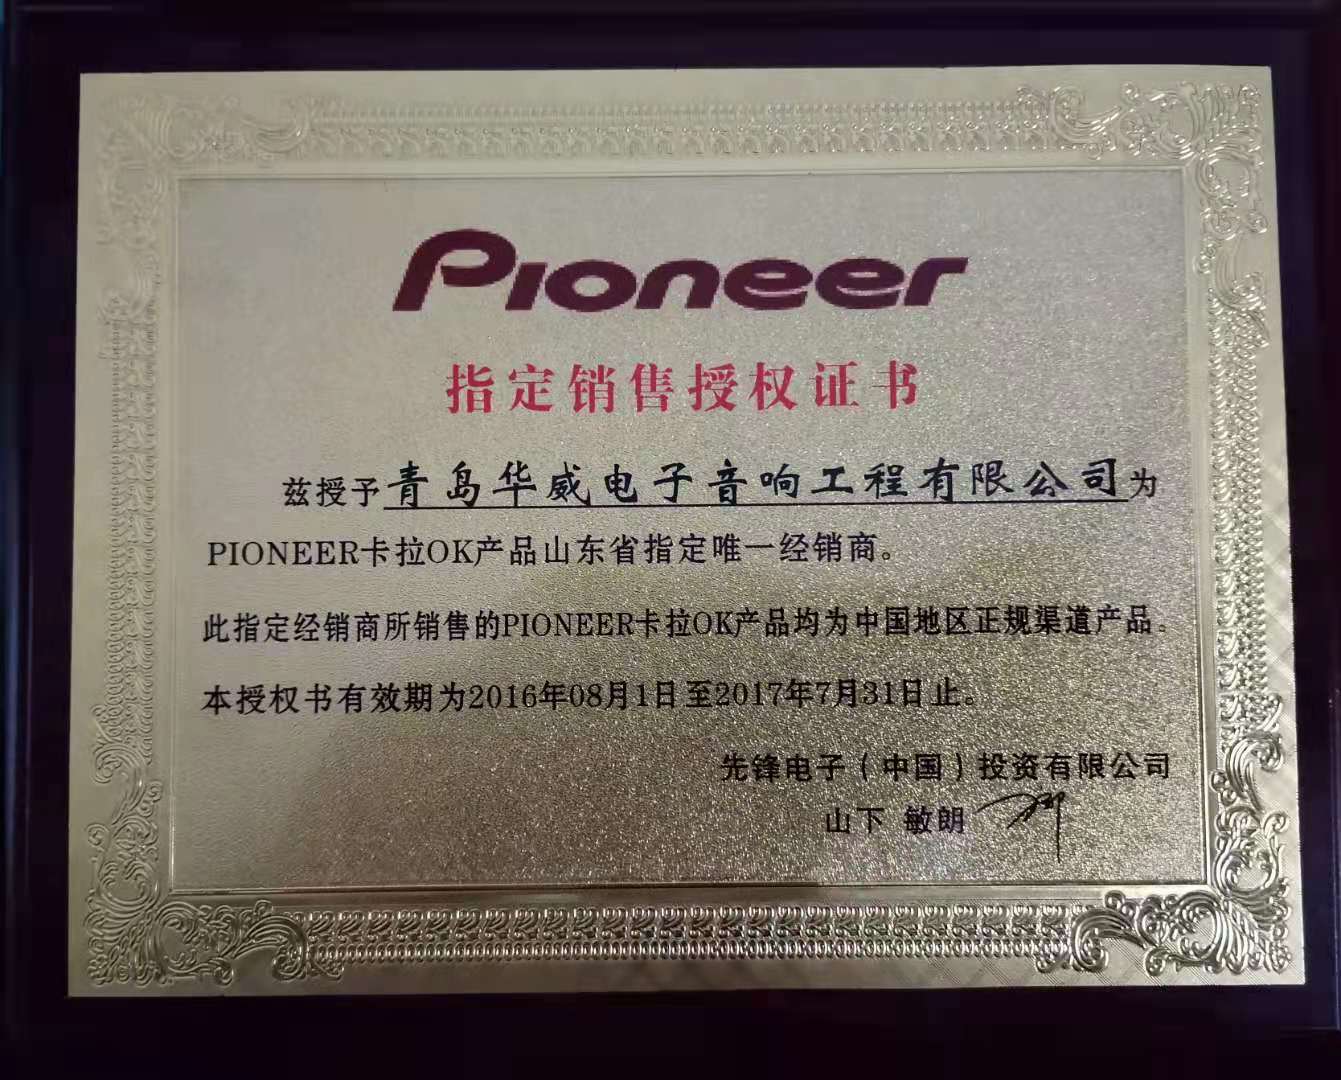 Pioneer
指定销售授权证书
兹授予青岛华威电子音响工程有限公司为
PIONEER卡拉OK产品山东省指定唯一经销商。
此指定经销商所销售的PIONEER卡拉OK产品均为中国地区正规渠道产品。
本授权书有效期为2016年08月1日至2017年7月31日止。
先锋电子（中国）投资有限公司
山下 敏朗